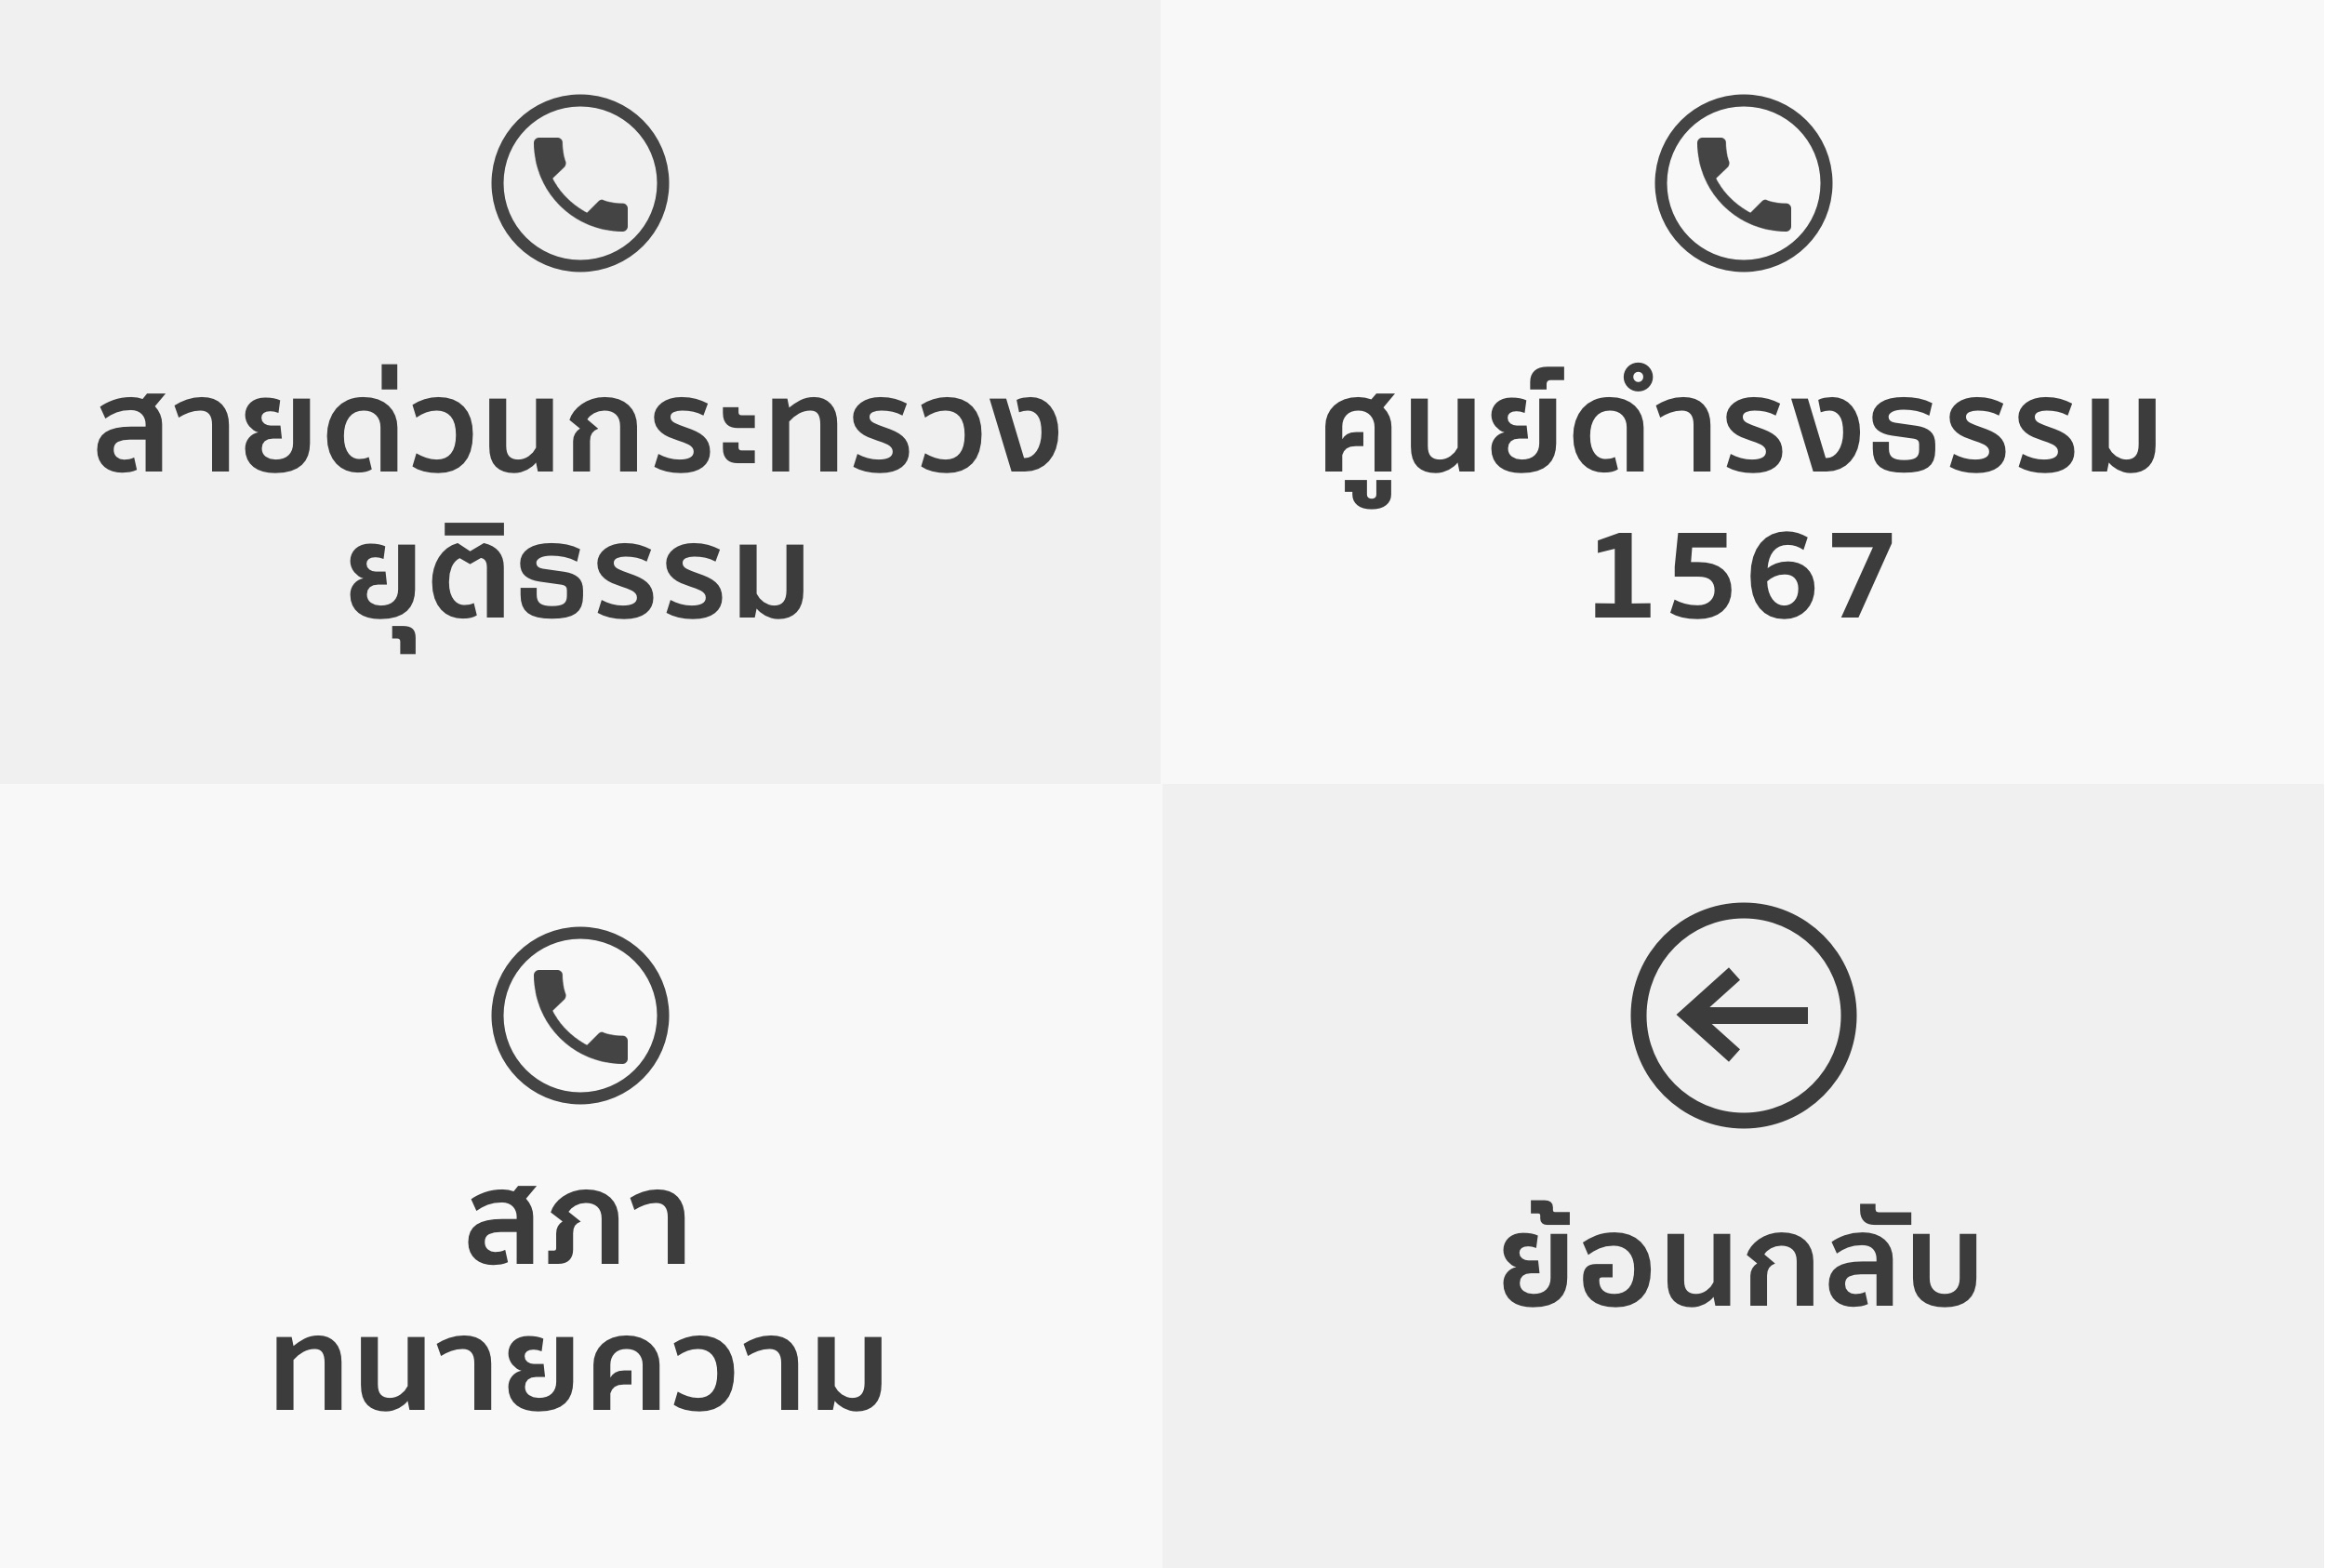 สายด่วนกระทรวง
ยุติธรรม
ศูนย์ดำรงธรรม
1567
สภา
ทนายความ
ย้อนกลับ